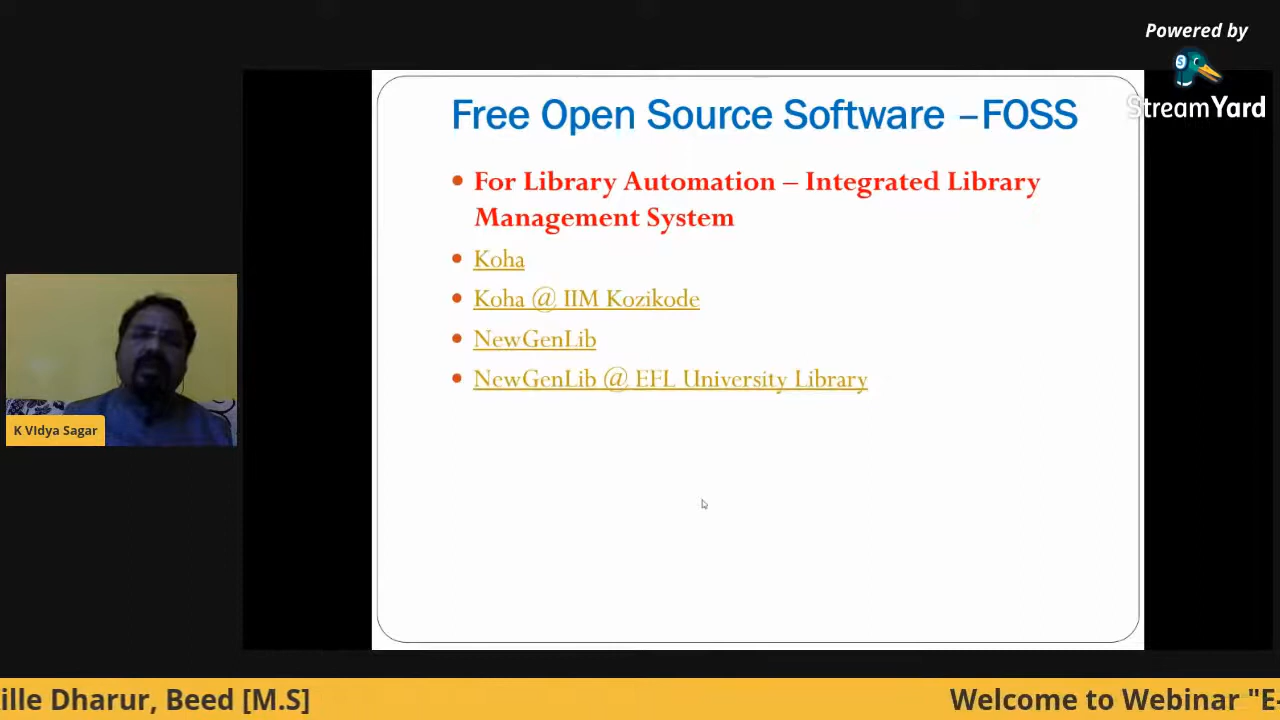 Powered by
StreamYard
Free Open Source Software –FOSS
For Library Automation – Integrated Library
Management System
Koha
Koha @ IIM Kozikode
NewGenLib
NewGenLib @ EFL University Library
K VIdya Sagar
ille Dharur, Beed [M.S]
Welcome to Webinar "E-